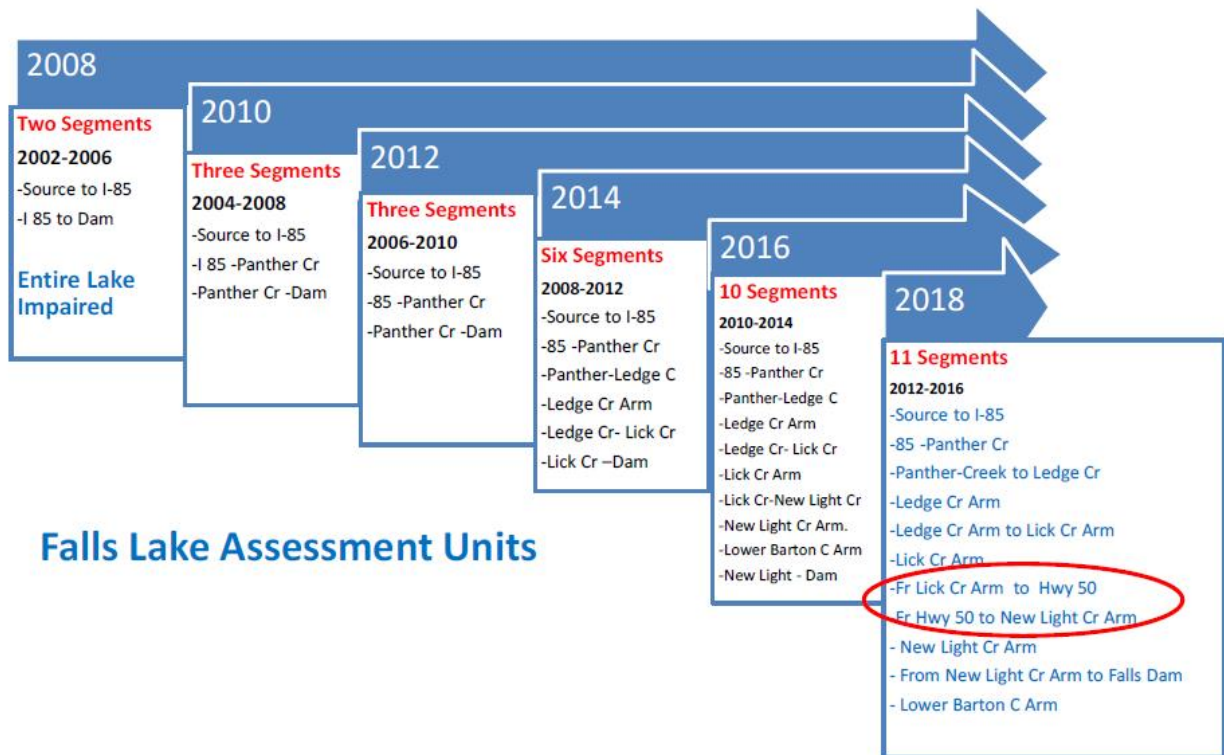 2008
Two Segments
2002-2006
-Source to I-85
-I 85 to Dam
Entire Lake
Impaired
2010
Three Segments
2004-2008
-Source to I-85
-I 85 -Panther Cr
-Panther Cr -Dam
2012
Three Segments
2006-2010
-Source to I-85
-85 -Panther Cr
-Panther Cr -Dam
2014
Six Segments
2008-2012
-Source to I-85
-85 -Panther Cr
-Panther-Ledge C
-Ledge Cr Arm
-Ledge Cr- Lick Cr
-Lick Cr –Dam
2016
10 Segments
2010-2014
-Source to I-85
-85 -Panther Cr
-Panther-Ledge C
-Ledge Cr Arm
-Ledge Cr- Lick Cr
-Lick Cr Arm
-Lick Cr-New Light Cr
-New Light Cr Arm.
-Lower Barton C Arm
-New Light - Dam
2018
11 Segments
2012-2016
-Source to I-85
-85 -Panther Cr
-Panther-Creek to Ledge Cr
-Ledge Cr Arm
-Ledge Cr Arm to Lick Cr Arm
-Lick Cr Arm
-Fr Lick Cr Arm to Hwy 50
-Fr Hwy 50 to New Light Cr Arm
- New Light Cr Arm
- From New Light Cr Arm to Falls Dam
- Lower Barton C Arm
Falls Lake Assessment Units